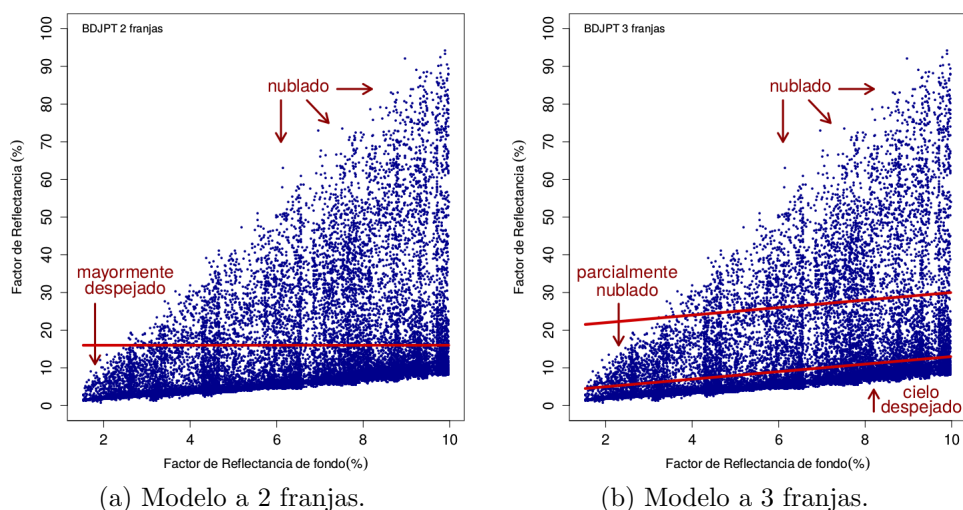 BDJPT 2 franjas
nublado
mayormente
despejado
Factor de Reflectancia (%)
0
10
20
30
40
50
60
70
80
90
100
2
4
6
8
10
Factor de Reflectancia de fondo(%)
(a) Modelo a 2 franjas.
BDJPT 3 franjas
nublado
parcialmente
nublado
cielo
despejado
Factor de Reflectancia (%)
0
10
20
30
40
50
60
70
80
90
100
2
4
6
8
10
Factor de Reflectancia de fondo(%)
(b) Modelo a 3 franjas.